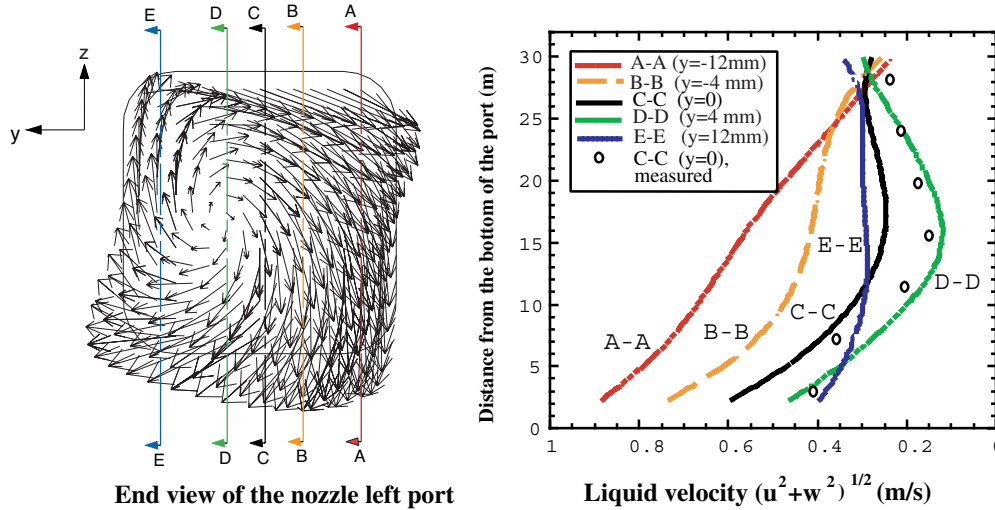 E
D
C
B
A
z
y
E
D
C
B
A
End view of the nozzle left port
Distance from the bottom of the port (m)
30
25
20
15
10
5
0
A-A (y=-12mm)
B-B (y=-4 mm)
C-C (y=0)
D-D (y=4 mm)
E-E (y=12mm)
C-C (y=0),
measured
E-E
D-D
C-C
B-B
A-A
1
0.8
0.6
0.4
0.2
0
Liquid velocity (u²+w²) ^1/2 (m/s)